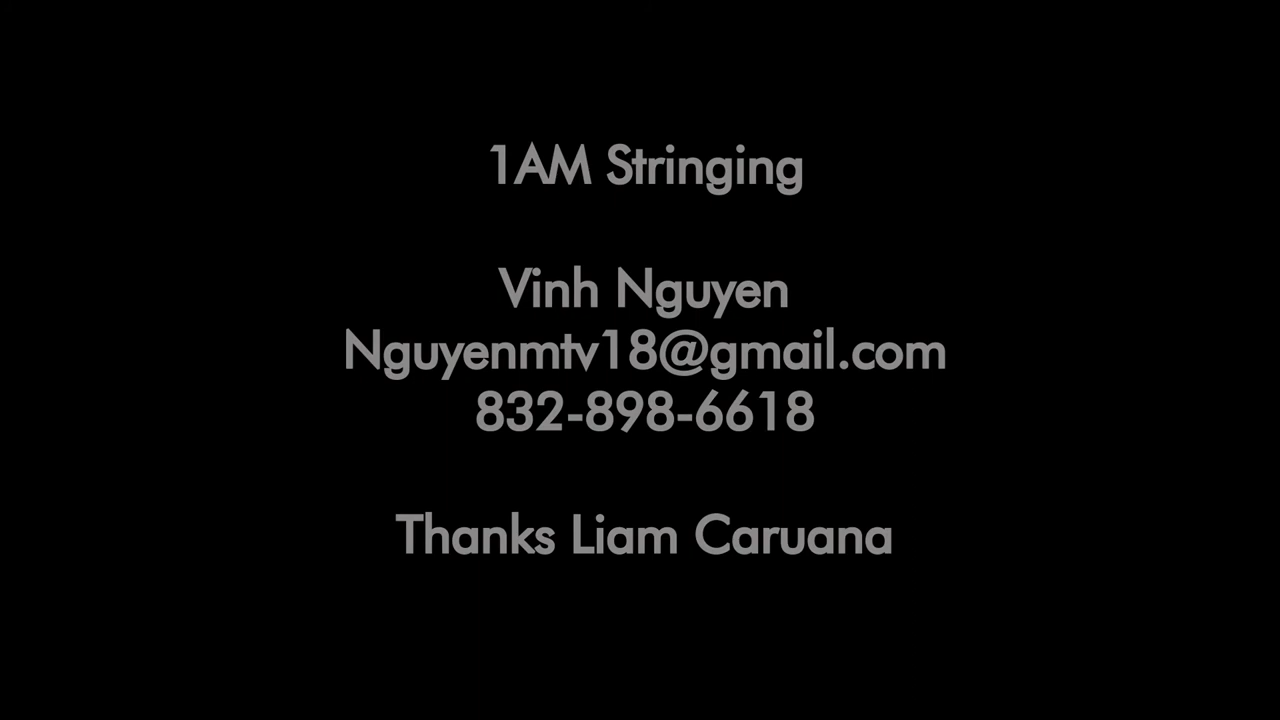 1AM Stringing
Vinh Nguyen
Nguyenmtv18@gmail.com
832-898-6618
Thanks Liam Caruana